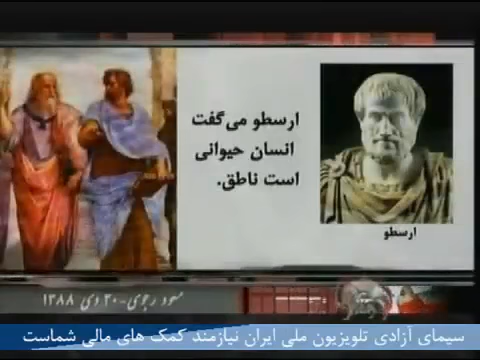 ارسطو می‌گفت
انسان حیوانی
است ناطق.
ارسطو
مسعود رجوی-۳۰ دی ۱۳۸۸
سیمای آزادی تلویزیون ملی ایران نیازمند کمک های مالی شماست